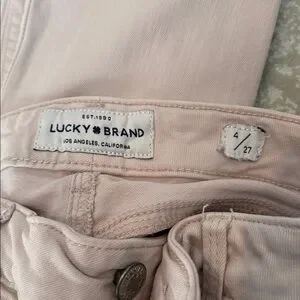 EST. 1990
LUCKY BRAND
LOS ANGELES, CALIFORNIA
4/27